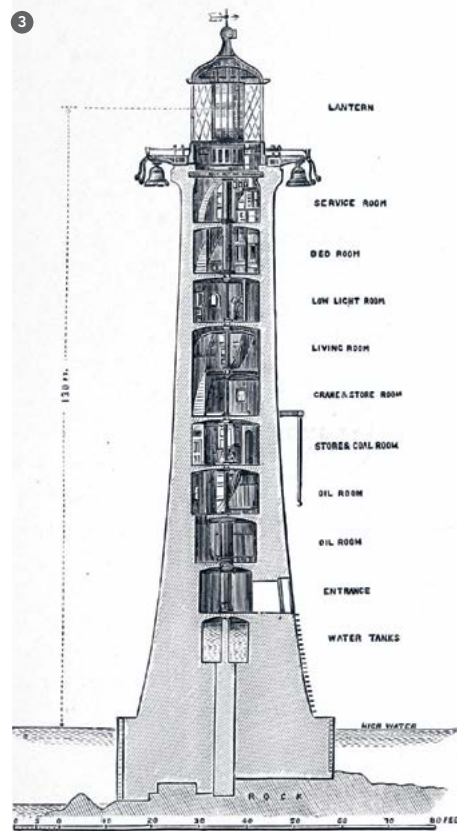 3
LANTERN
SERVICE ROOM
BED ROOM
LOW LIGHT ROOM
LIVING ROOM
CRANE & STORE ROOM
STORE & COAL ROOM
OIL ROOM
OIL ROOM
ENTRANCE
WATER TANKS
130 FT.
HIGH WATER
ROCK
5 0 10 20 30 40 50 60 70 80 FEET